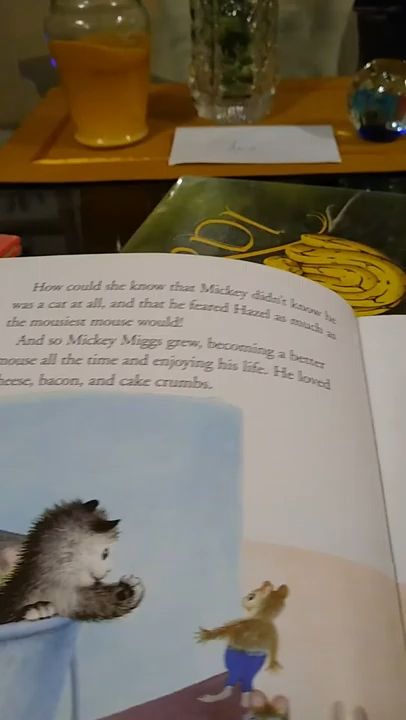 RDI
How could she know that Mickey didn't know he
was a cat at all, and that he feared Hazel as much as
the mousiest mouse would!
And so Mickey Miggs grew, becoming a better
mouse all the time and enjoying his life. He loved
cheese, bacon, and cake crumbs.